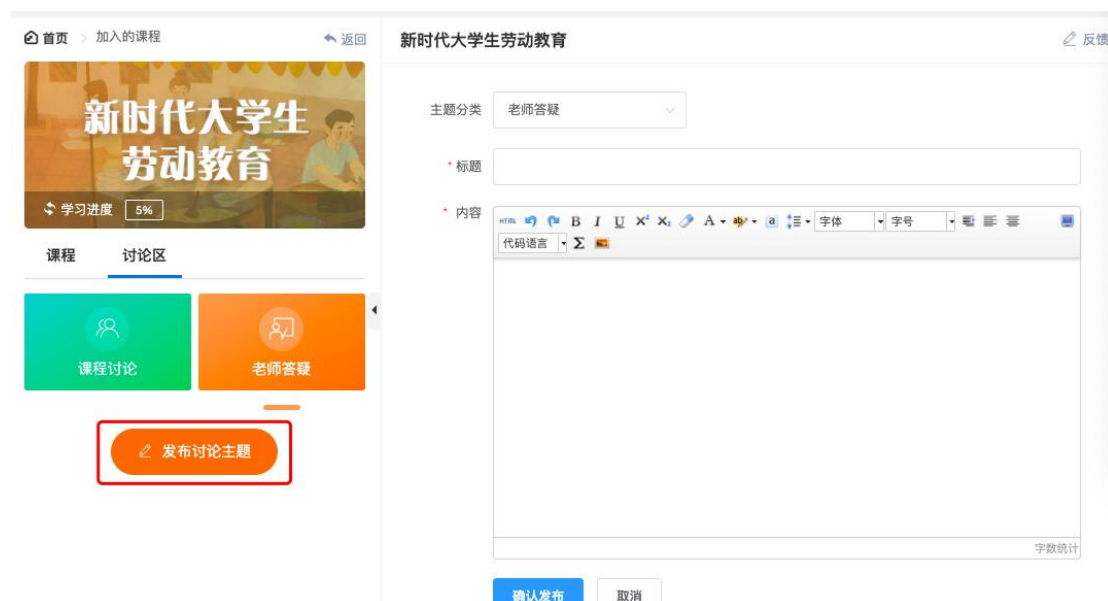 首页 > 加入的课程
返回
新时代大学生
劳动教育
学习进度 5%
课程 讨论区
课程讨论 老师答疑
发布讨论主题
新时代大学生劳动教育
反馈
主题分类 老师答疑
* 标题
* 内容
HTML B I U X² X₂ A ab a 字体 字号
代码语言 Σ
字数统计
确认发布 取消